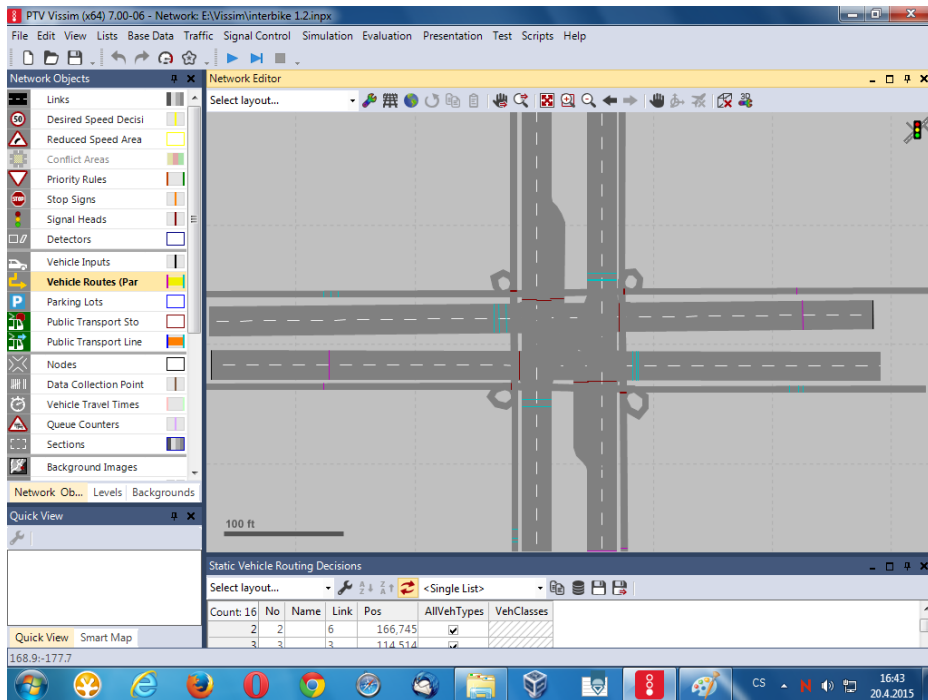 PTV Vissim (x64) 7.00-06 - Network: E:\Vissim\interbike 1.2.inpx
File Edit View Lists Base Data Traffic Signal Control Simulation Evaluation Presentation Test Scripts Help
Network Objects
Links
50 Desired Speed Decisi
Reduced Speed Area
Conflict Areas
Priority Rules
STOP Stop Signs
Signal Heads
Detectors
Vehicle Inputs
Vehicle Routes (Par
P Parking Lots
Public Transport Sto
Public Transport Line
Nodes
Data Collection Point
Vehicle Travel Times
Queue Counters
Sections
Background Images
Network Ob... Levels Backgrounds
Quick View
Quick View Smart Map
Network Editor
Select layout...
100 ft
Static Vehicle Routing Decisions
Select layout... <Single List>
Count: 16 No Name Link Pos AllVehTypes VehClasses
2 2 6 166,745
3 3 3 114,514
168.9:-177.7
CS 16:43
20.4.2015